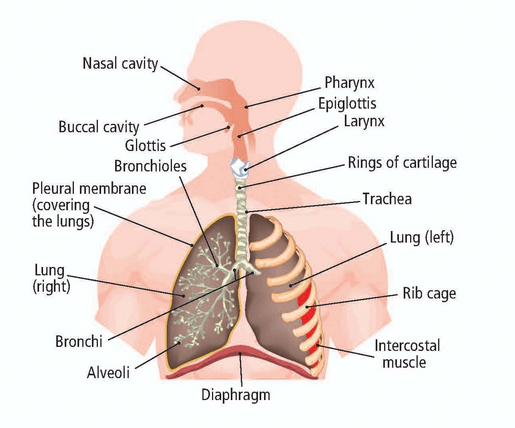 Nasal cavity
Pharynx
Epiglottis
Larynx
Buccal cavity
Glottis
Bronchioles
Rings of cartilage
Pleural membrane
(covering
the lungs)
Trachea
Lung (left)
Lung
(right)
Rib cage
Bronchi
Intercostal
muscle
Alveoli
Diaphragm